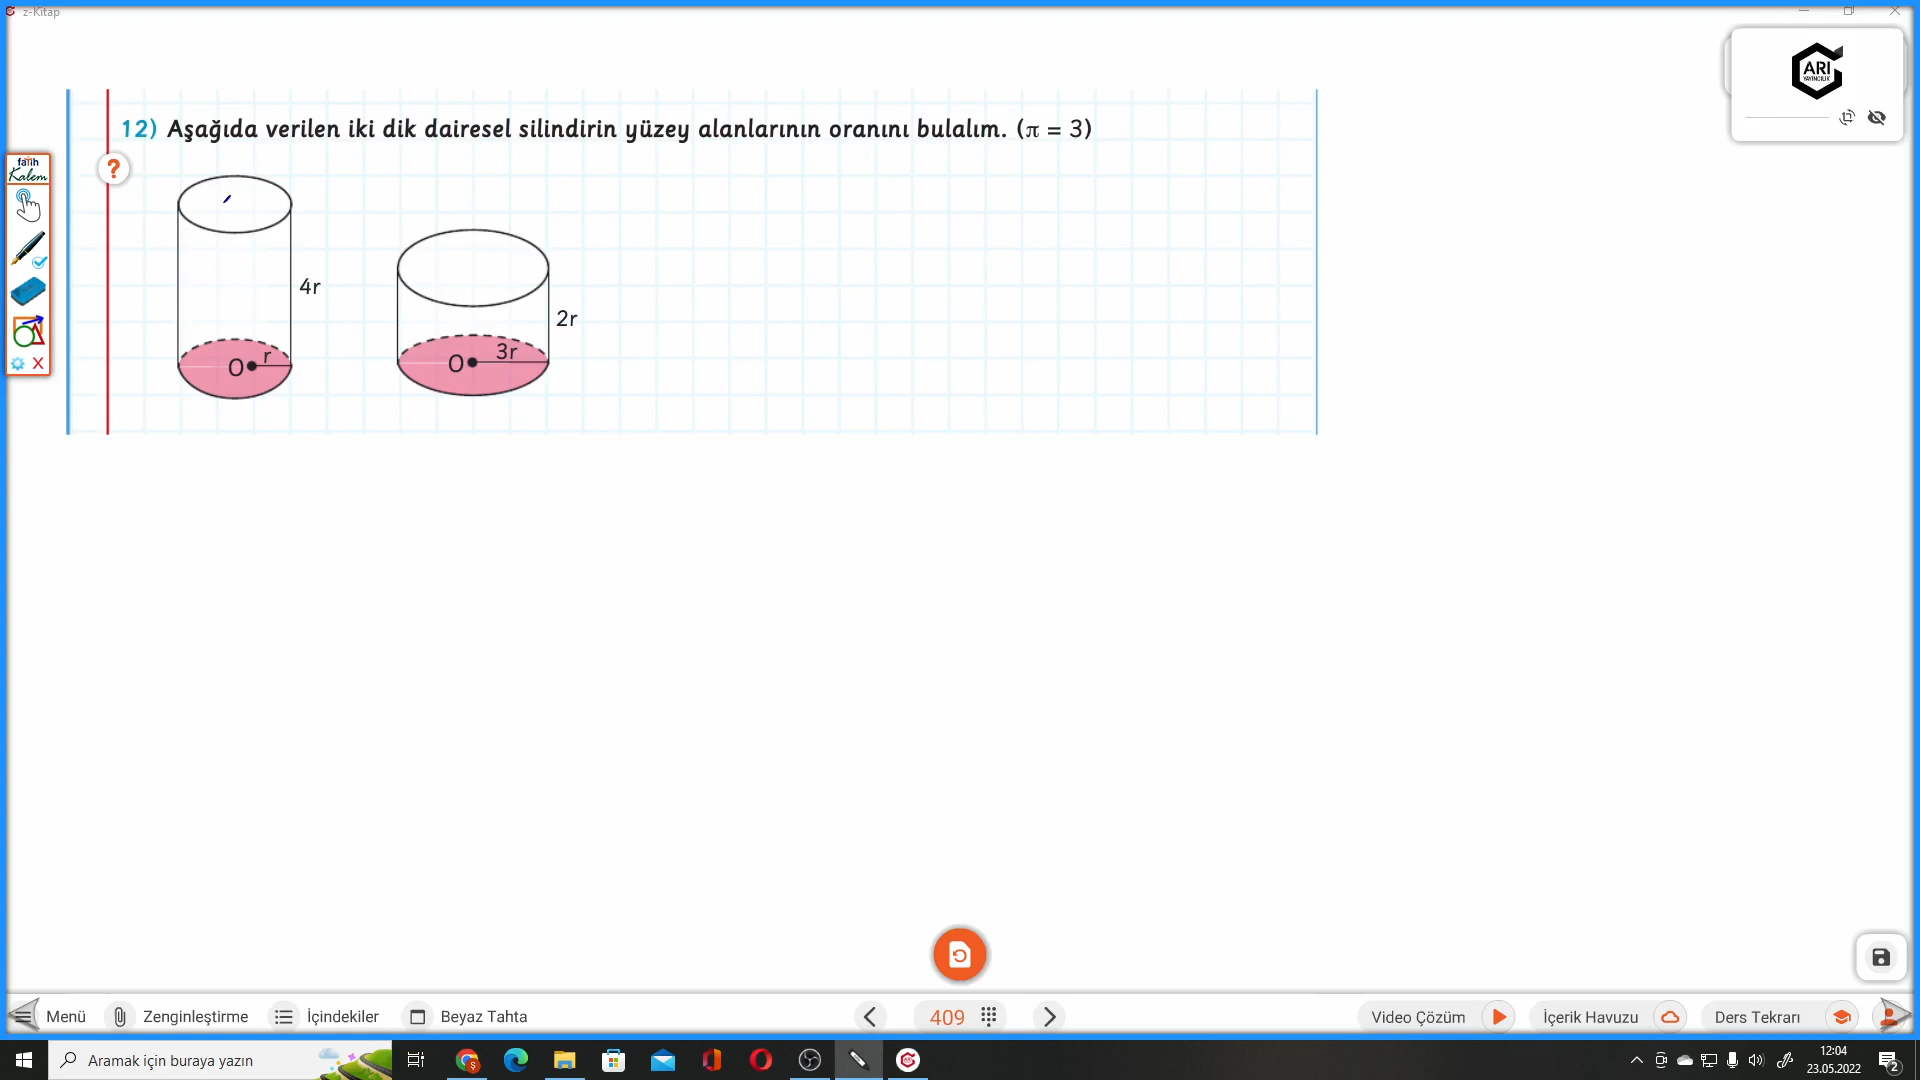 z-Kitap
ARI
YAYINCILIK
12) Aşağıda verilen iki dik dairesel silindirin yüzey alanlarının oranını bulalım. (π = 3)
?
fatih
Kalem
4r
2r
O r
O 3r
X
Menü Zenginleştirme İçindekiler Beyaz Tahta 409 Video Çözüm İçerik Havuzu Ders Tekrarı
Aramak için buraya yazın
12:04
23.05.2022
2